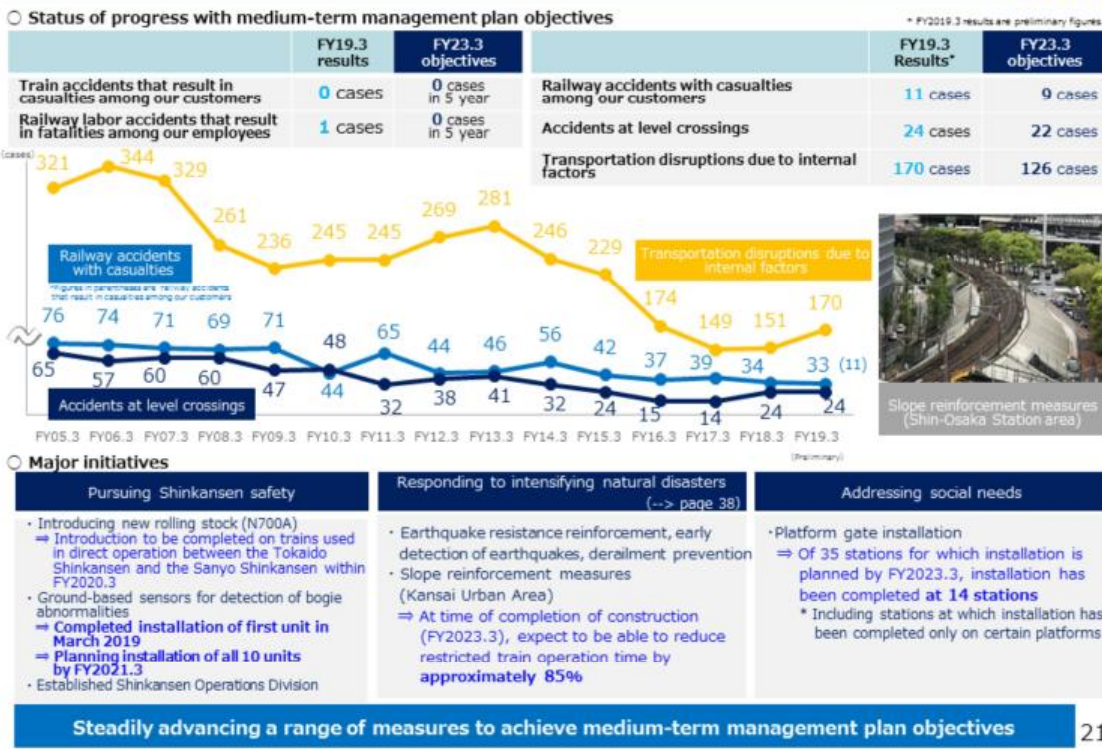 ○ Status of progress with medium-term management plan objectives
* FY2019.3 results are preliminary figures
FY19.3 results
FY23.3 objectives
Train accidents that result in
casualties among our customers
0 cases
0 cases
in 5 year
Railway labor accidents that result
in fatalities among our employees
1 cases
0 cases
in 5 year
FY19.3 Results*
FY23.3 objectives
Railway accidents with casualties
among our customers
11 cases
9 cases
Accidents at level crossings
24 cases
22 cases
Transportation disruptions due to internal
factors
170 cases
126 cases
(cases)
321 344 329 261 236 245 245 269 281 246 229 174 149 151 170
Transportation disruptions due to
internal factors
Railway accidents
with casualties
*Figures in parentheses are railway accidents
that result in casualties among our customers
76 74 71 69 71 44 65 44 46 56 42 37 39 34 33 (11)
65 57 60 60 47 48 32 38 41 32 24 15 14 24 24
Accidents at level crossings
FY05.3 FY06.3 FY07.3 FY08.3 FY09.3 FY10.3 FY11.3 FY12.3 FY13.3 FY14.3 FY15.3 FY16.3 FY17.3 FY18.3 FY19.3
(Preliminary)
Slope reinforcement measures
(Shin-Osaka Station area)
○ Major initiatives
Pursuing Shinkansen safety
・Introducing new rolling stock (N700A)
⇒ Introduction to be completed on trains used
in direct operation between the Tokaido
Shinkansen and the Sanyo Shinkansen within
FY2020.3
・Ground-based sensors for detection of bogie
abnormalities
⇒ Completed installation of first unit in
March 2019
⇒ Planning installation of all 10 units
by FY2021.3
・Established Shinkansen Operations Division
Responding to intensifying natural disasters
(--> page 38)
・Earthquake resistance reinforcement, early
detection of earthquakes, derailment prevention
・Slope reinforcement measures
(Kansai Urban Area)
⇒ At time of completion of construction
(FY2023.3), expect to be able to reduce
restricted train operation time by
approximately 85%
Addressing social needs
・Platform gate installation
⇒ Of 35 stations for which installation is
planned by FY2023.3, installation has
been completed at 14 stations
* Including stations at which installation has
been completed only on certain platforms
Steadily advancing a range of measures to achieve medium-term management plan objectives
21